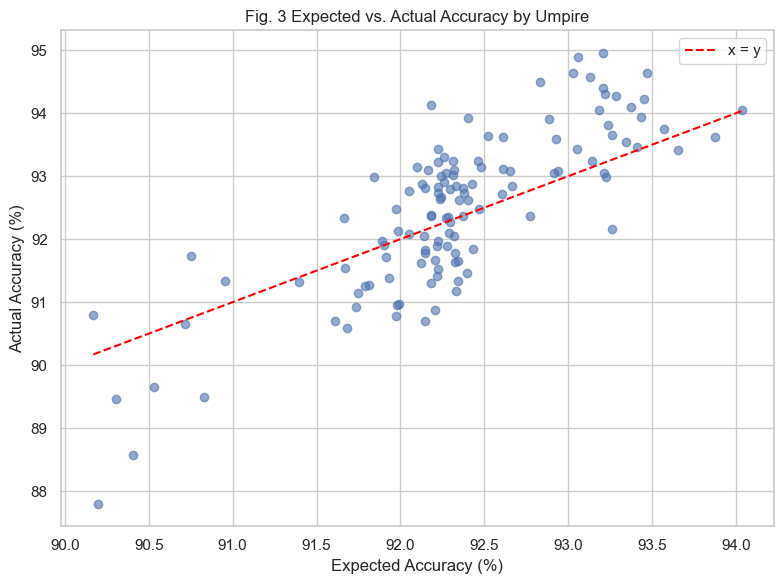 Fig. 3 Expected vs. Actual Accuracy by Umpire
x = y
Actual Accuracy (%)
95
94
93
92
91
90
89
88
90.0 90.5 91.0 91.5 92.0 92.5 93.0 93.5 94.0
Expected Accuracy (%)